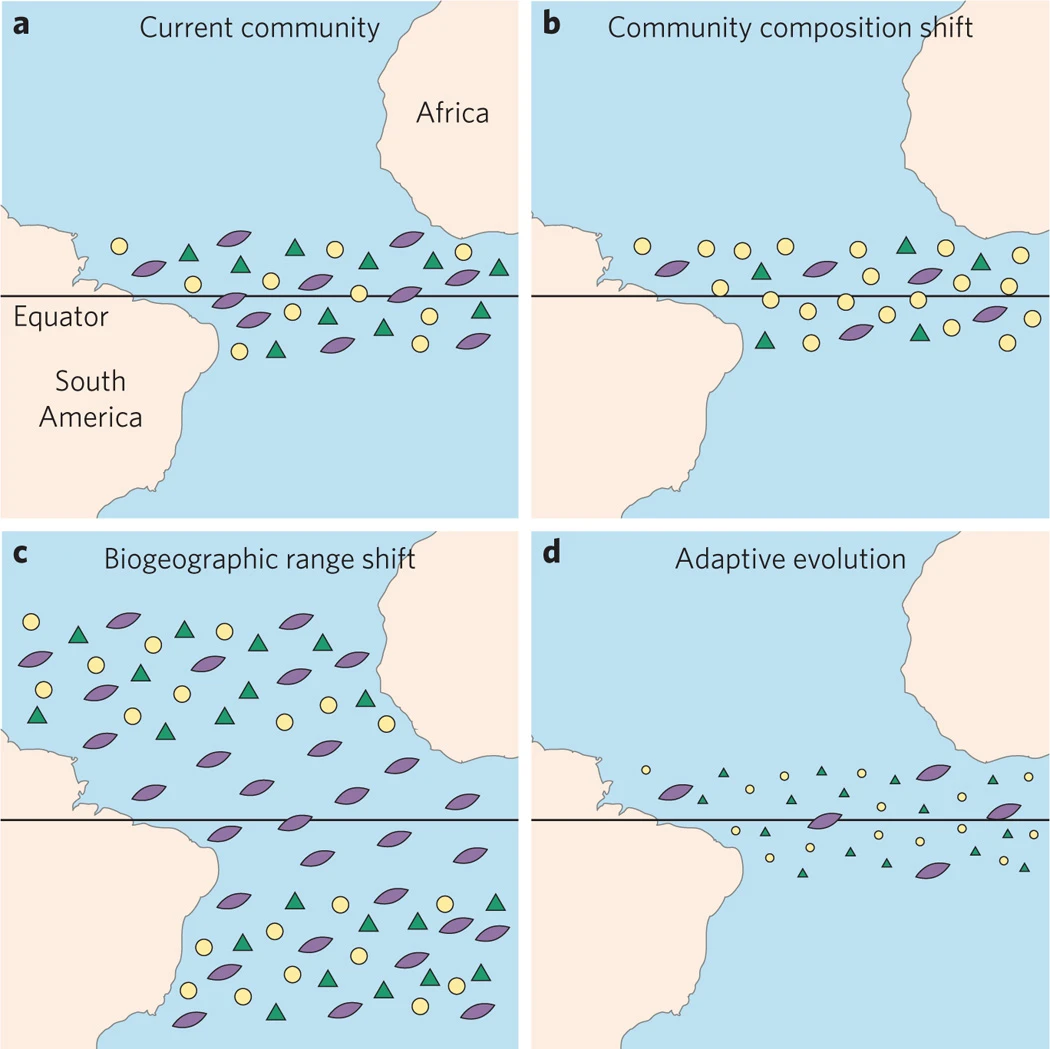 a
Current community
Africa
Equator
South
America
b
Community composition shift
c
Biogeographic range shift
d
Adaptive evolution